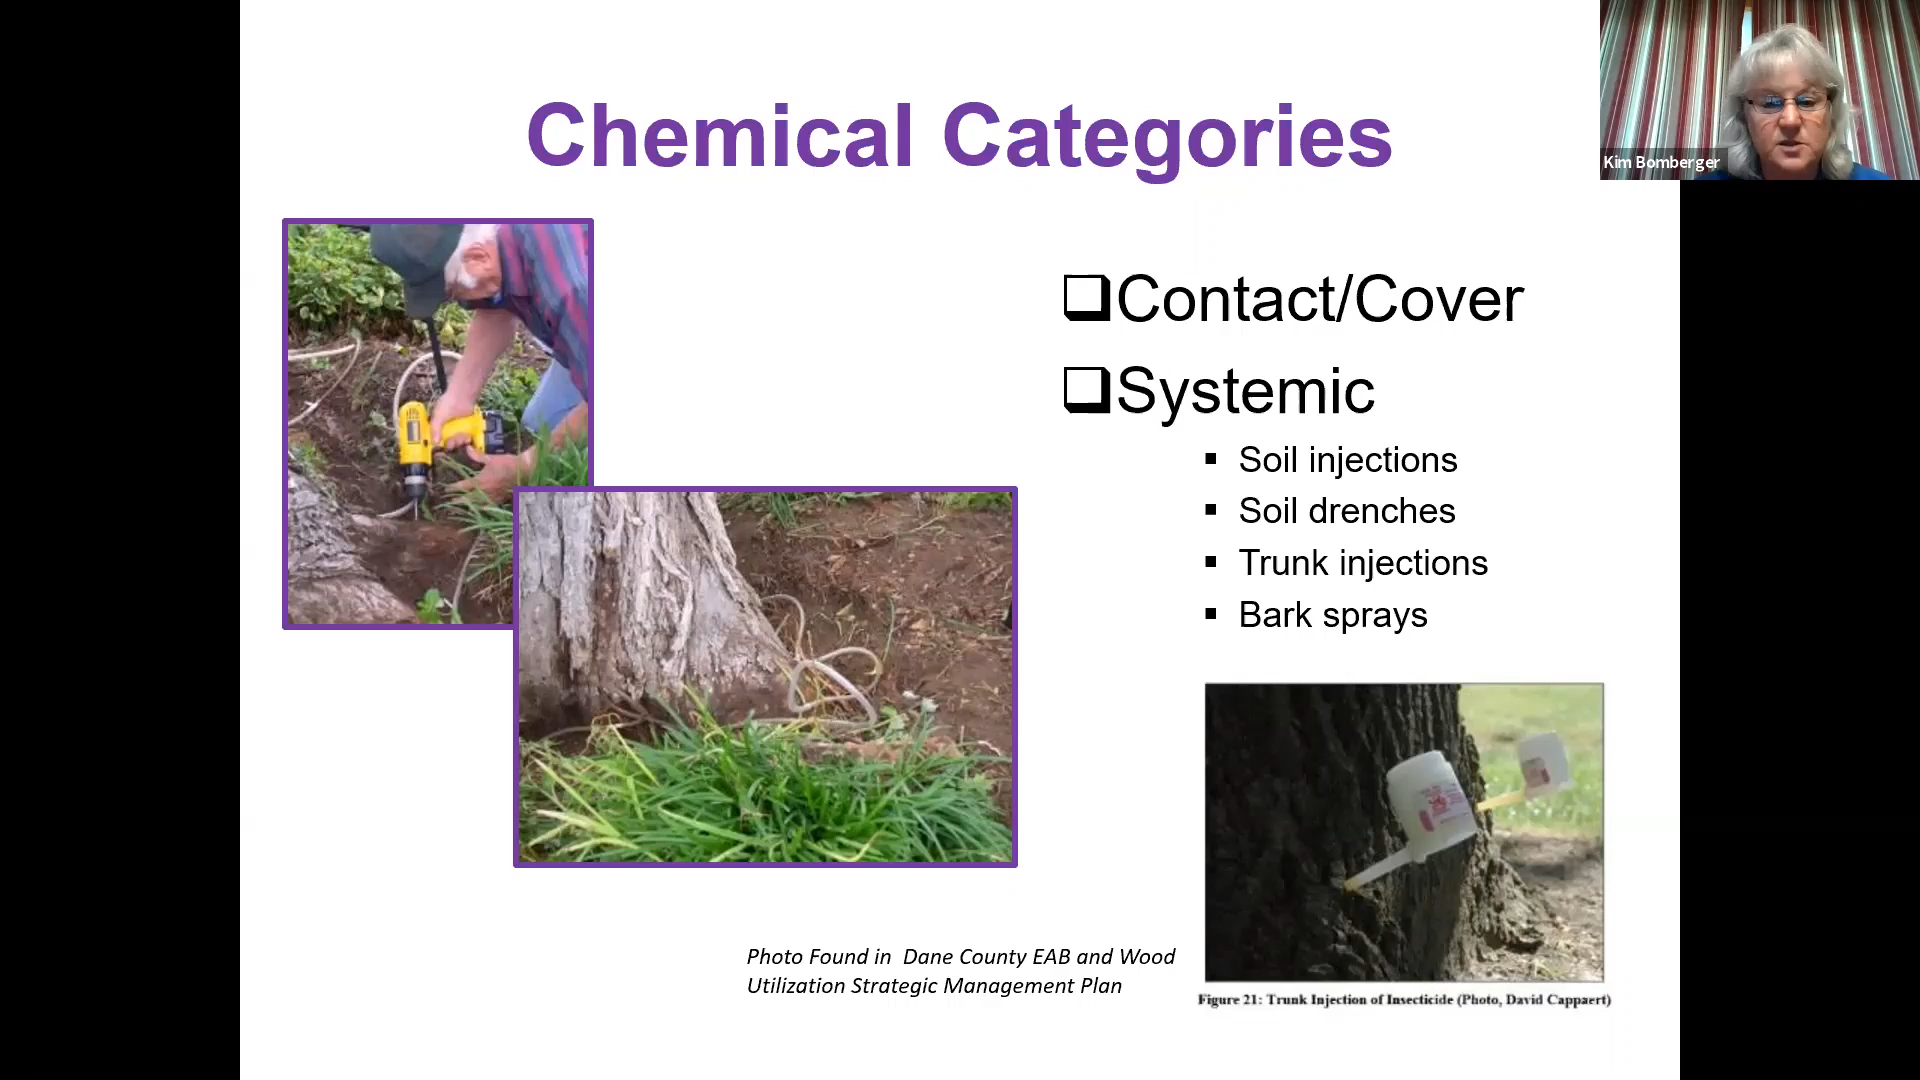 Chemical Categories
Kim Bomberger
Contact/Cover
Systemic
Soil injections
Soil drenches
Trunk injections
Bark sprays
Photo Found in Dane County EAB and Wood
Utilization Strategic Management Plan
Figure 21: Trunk Injection of Insecticide (Photo, David Cappaert)